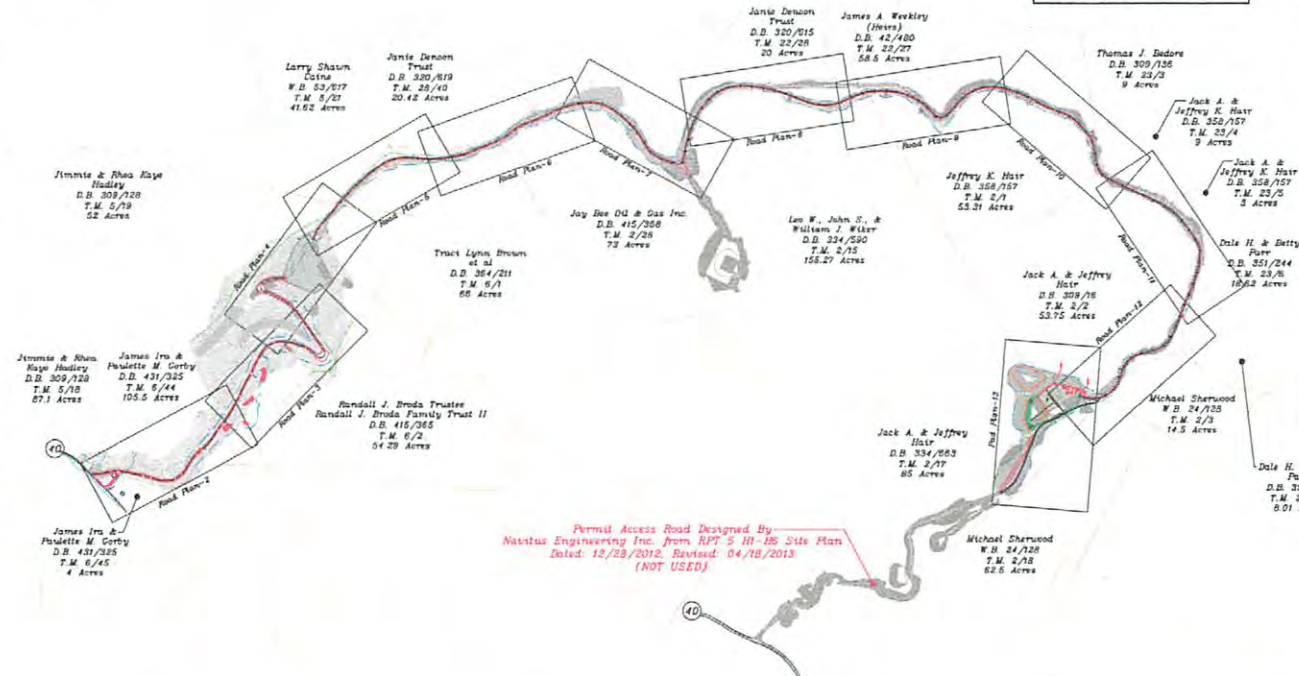 Janie Denoon
Trust
D.B. 320/615
T.M. 22/26
20 Acres
James A. Weekley
(Heirs)
D.B. 42/480
T.M. 22/27
58.5 Acres
Thomas J. Bedore
D.B. 309/136
T.M. 23/3
9 Acres
Larry Shawn
Caine
W.B. 53/617
T.M. 5/21
41.62 Acres
Janie Denoon
Trust
D.B. 320/619
T.M. 28/40
20.42 Acres
Jack A. &
Jeffrey K. Hair
D.B. 358/157
T.M. 23/4
9 Acres
Jack A. &
Jeffrey K. Hair
D.B. 358/157
T.M. 23/5
3 Acres
Jimmie & Rhea Kaye
Hadley
D.B. 309/128
T.M. 5/19
52 Acres
Road Plan-4
Road Plan-5
Road Plan-6
Road Plan-7
Road Plan-8
Road Plan-9
Road Plan-10
Road Plan-11
Road Plan-12
Jeffrey K. Hair
D.B. 358/157
T.M. 2/1
53.31 Acres
Traci Lynn Brown
et al
D.B. 364/211
T.M. 6/1
66 Acres
Jay Bee Oil & Gas Inc.
D.B. 415/368
T.M. 2/26
73 Acres
Leo W., John S., &
William J. Wiker
D.B. 334/590
T.M. 2/15
155.27 Acres
Dale H. & Betty
Parr
D.B. 351/244
T.M. 23/6
18.62 Acres
Jack A. & Jeffrey
Hair
D.B. 309/16
T.M. 2/2
53.75 Acres
Jimmie & Rhea
Kaye Hadley
D.B. 309/128
T.M. 5/18
87.1 Acres
James Ira &
Paulette M. Gorby
D.B. 431/325
T.M. 6/44
105.5 Acres
Road Plan-3
Randall J. Broda Trustee
Randall J. Broda Family Trust II
D.B. 415/365
T.M. 6/2
54.29 Acres
Michael Sherwood
W.B. 24/128
T.M. 2/3
14.5 Acres
Pad Plan-13
Jack A. & Jeffrey
Hair
D.B. 334/663
T.M. 2/17
85 Acres
40
Road Plan-2
Dale H.
Pa
D.B. 35
T.M. 2
8.01
James Ira &
Paulette M. Gorby
D.B. 431/325
T.M. 6/45
4 Acres
Permit Access Road Designed By
Navitus Engineering Inc. from RPT 5 H1-H6 Site Plan
Dated: 12/28/2012, Revised: 04/18/2013
(NOT USED)
Michael Sherwood
W.B. 24/128
T.M. 2/18
62.5 Acres
40